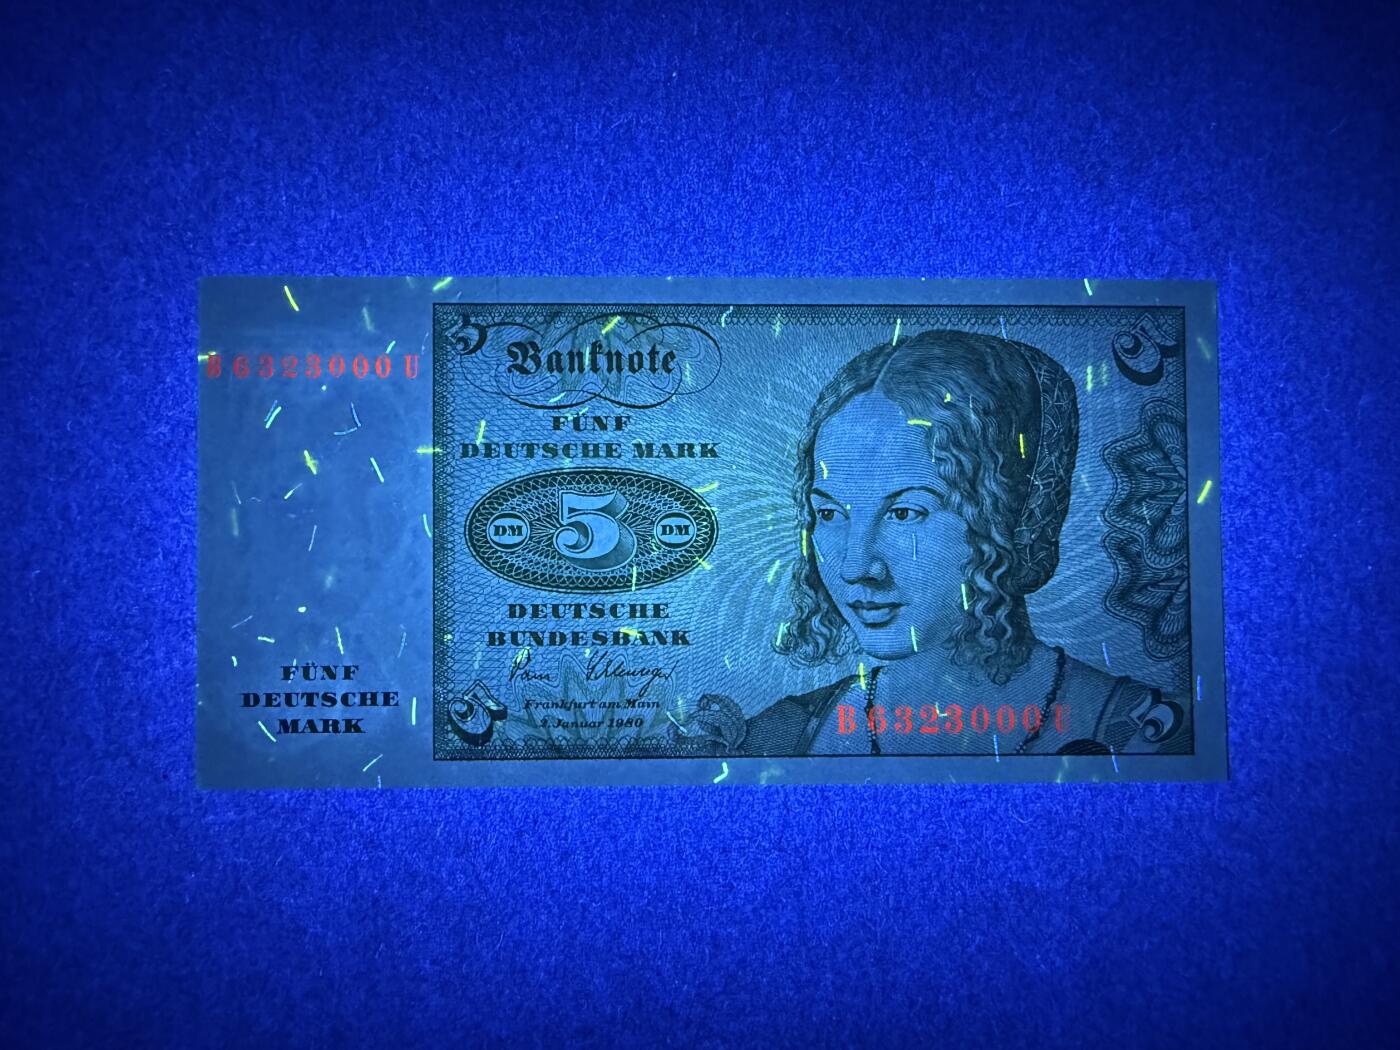 5
Banknote
5
B6323000U
FÜNF
DEUTSCHE MARK
DM 5 DM
DEUTSCHE
BUNDESBANK
Frankfurt am Main
2. Januar 1980
FÜNF
DEUTSCHE
MARK
B6323000U
5
5